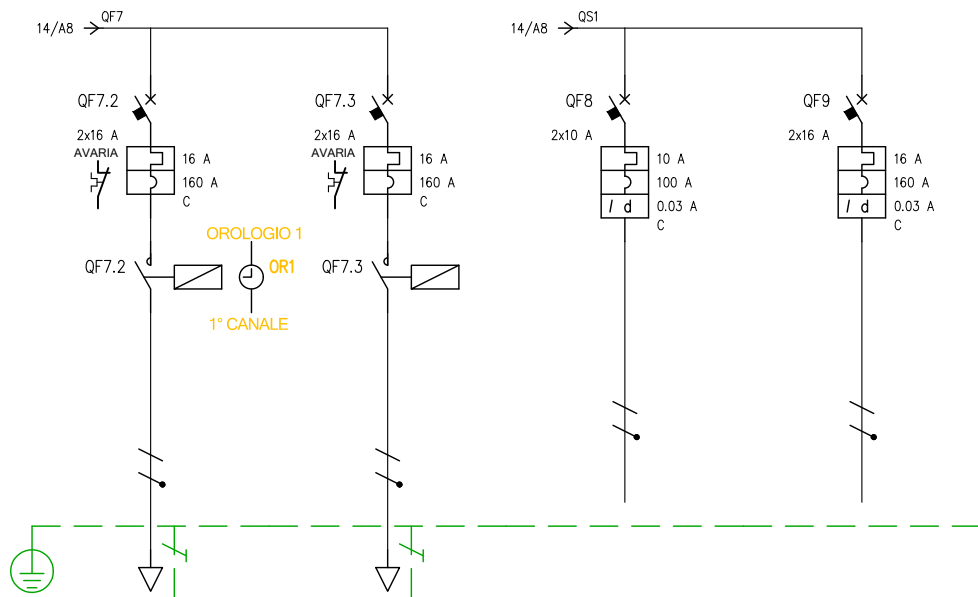 14/A8
QF7
14/A8
QS1
QF7.2
2x16 A
AVARIA
16 A
160 A
C
QF7.3
2x16 A
AVARIA
16 A
160 A
C
QF8
2x10 A
10 A
100 A
I d
0.03 A
C
QF9
2x16 A
16 A
160 A
I d
0.03 A
C
QF7.2
OROLOGIO 1
OR1
1° CANALE
QF7.3